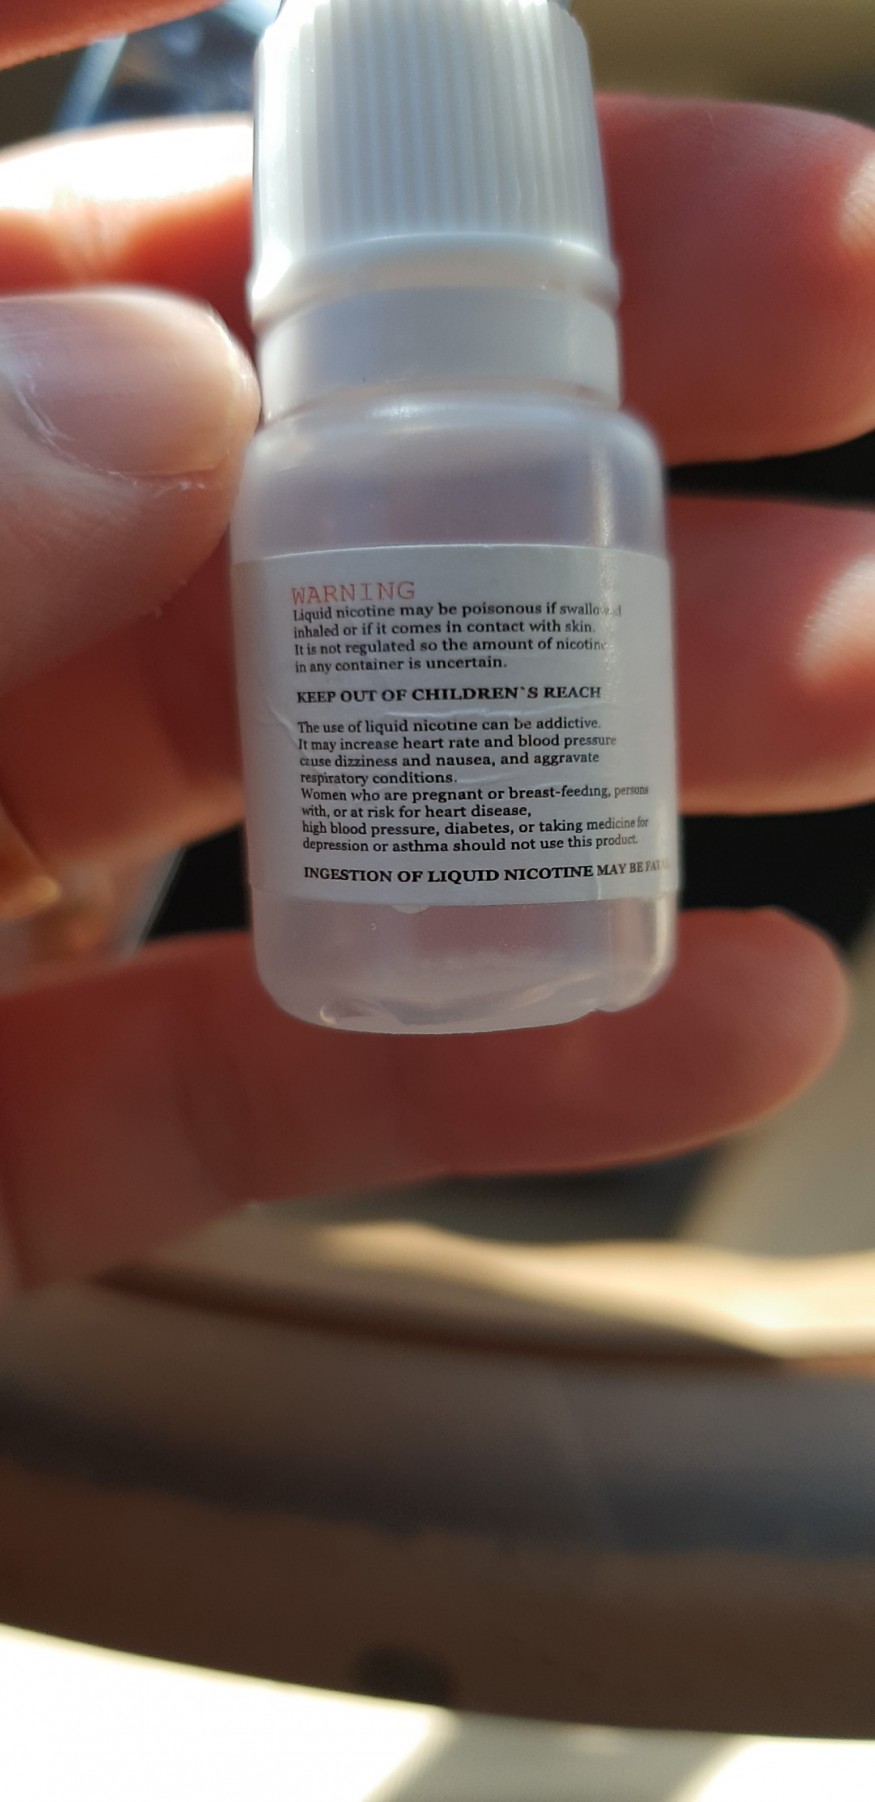 WARNING
Liquid nicotine may be poisonous if swallowed
inhaled or if it comes in contact with skin.
It is not regulated so the amount of nicotine
in any container is uncertain.
KEEP OUT OF CHILDREN`S REACH
The use of liquid nicotine can be addictive.
It may increase heart rate and blood pressure
cause dizziness and nausea, and aggravate
respiratory conditions.
Women who are pregnant or breast-feeding, persons
with, or at risk for heart disease,
high blood pressure, diabetes, or taking medicine for
depression or asthma should not use this product.
INGESTION OF LIQUID NICOTINE MAY BE FATAL